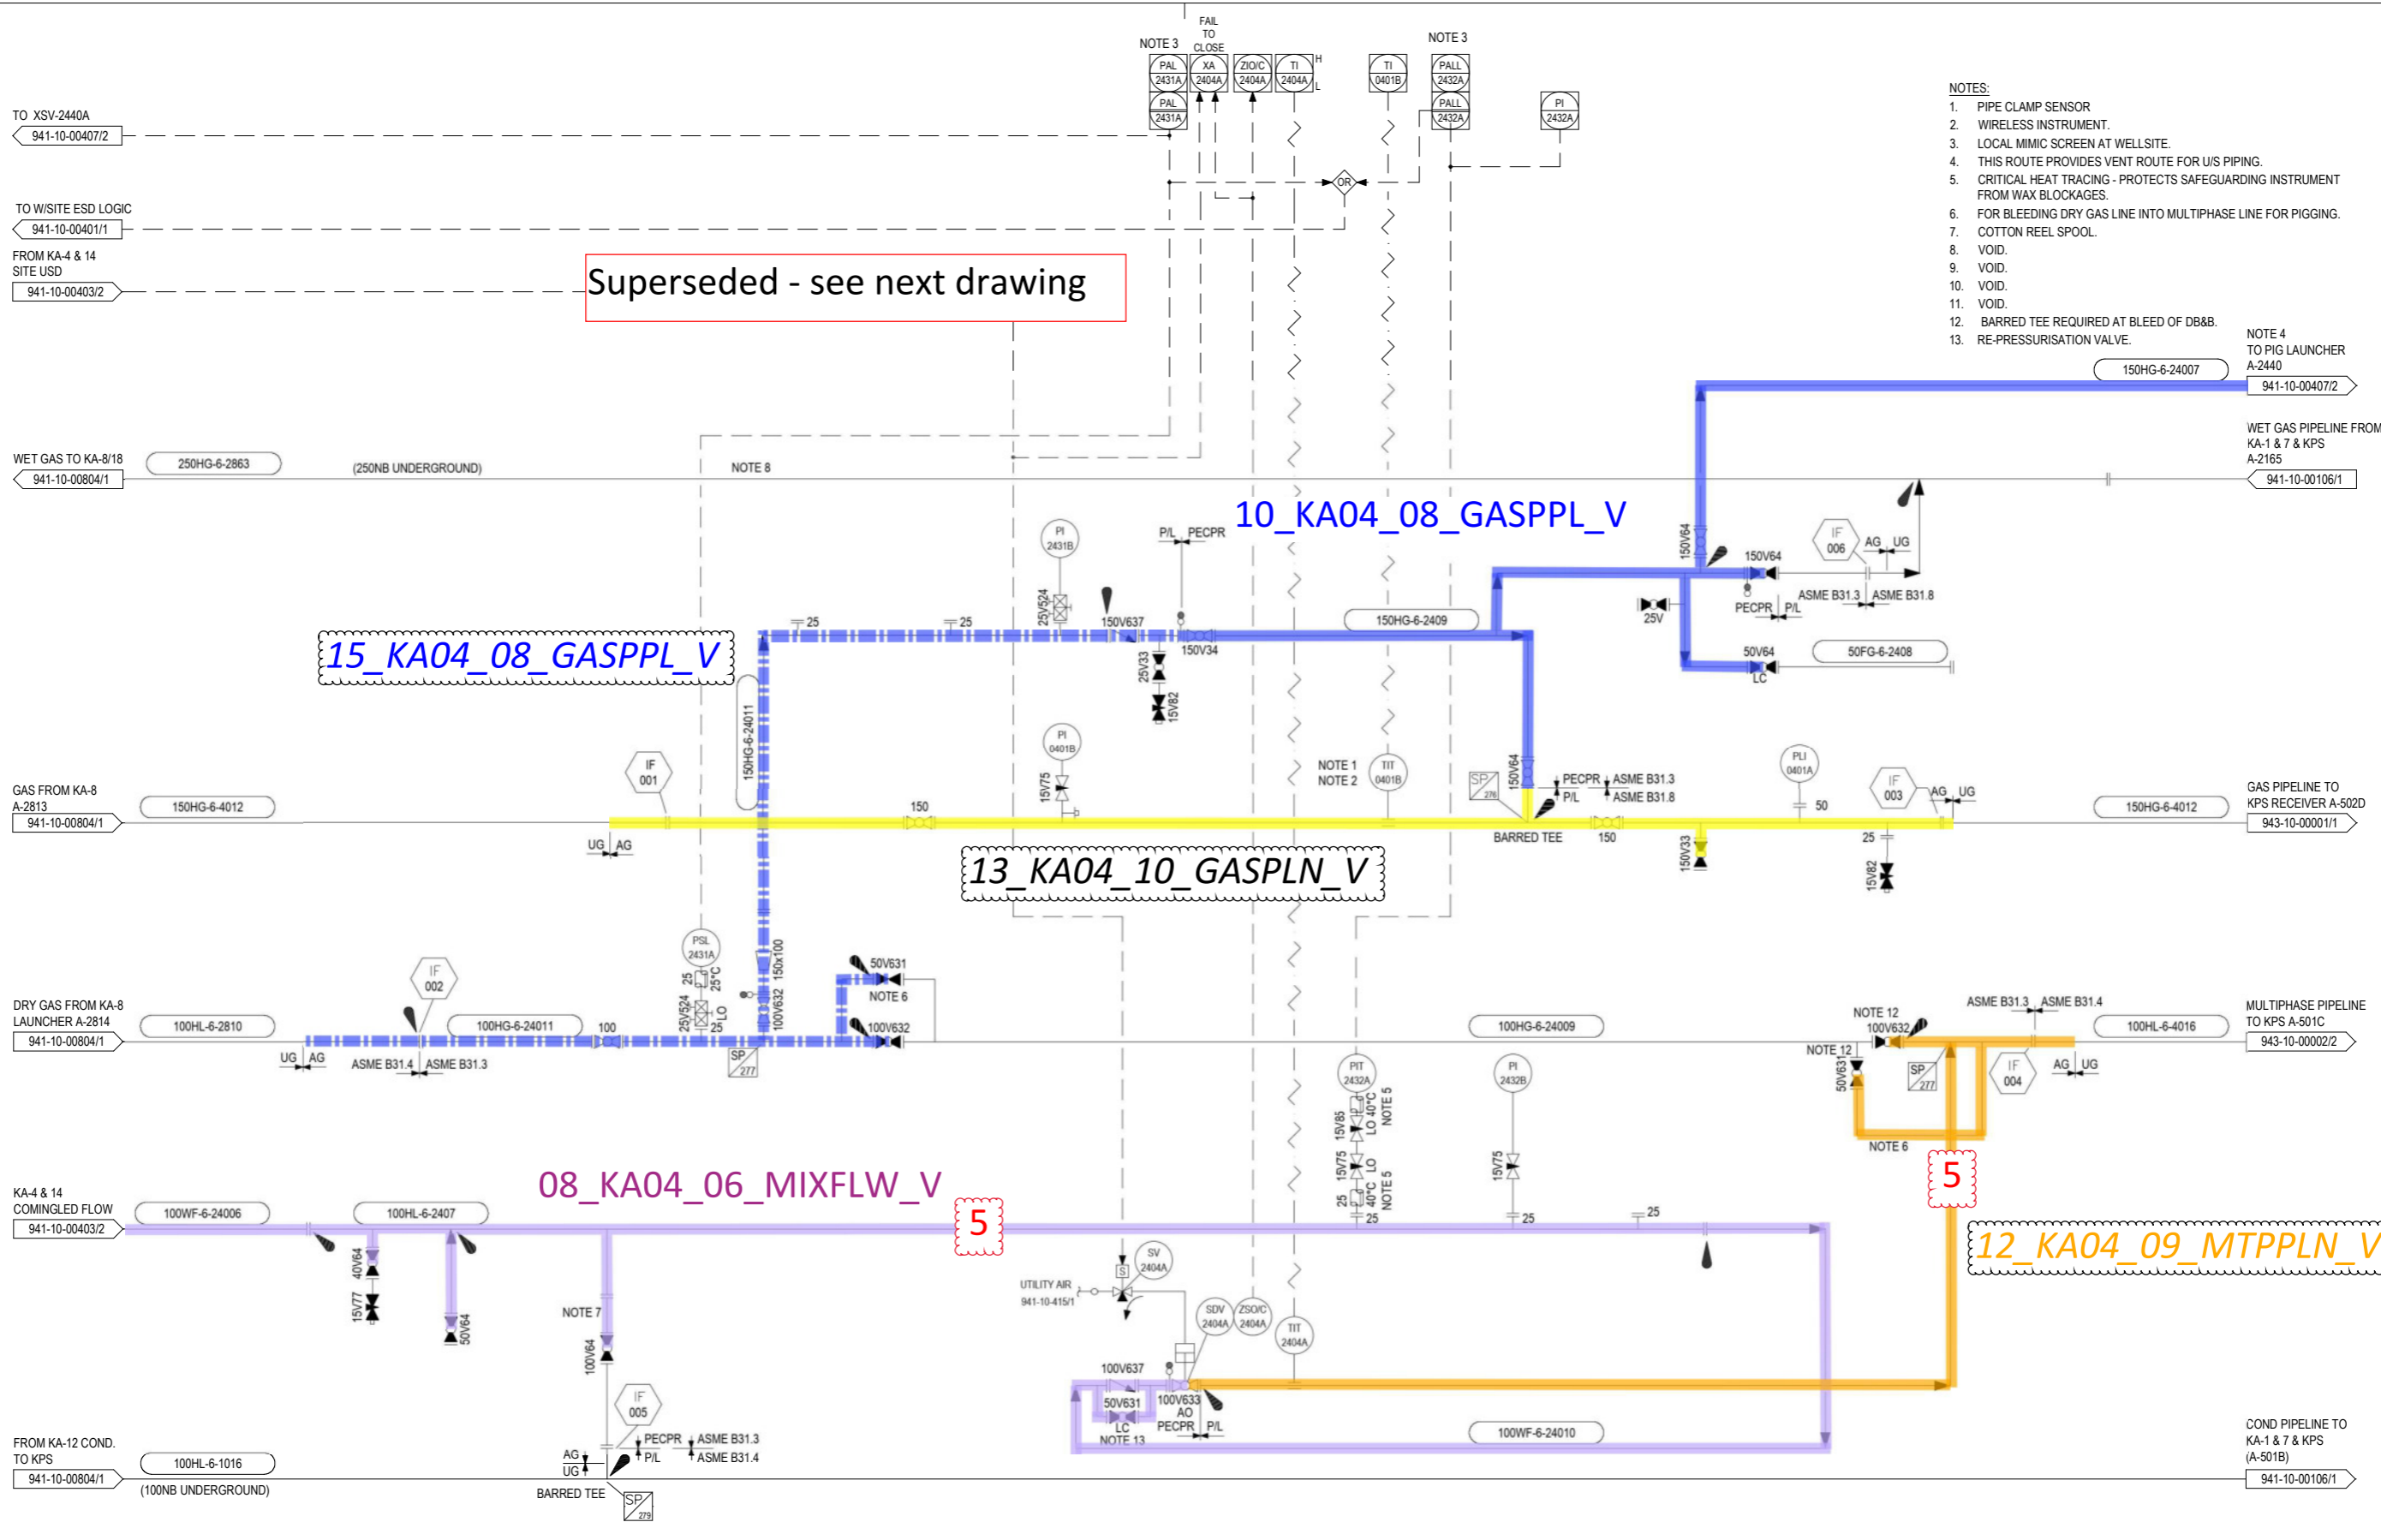 FAIL
TO
CLOSE
NOTE 3
NOTE 3
PAL
2431A
PAL
2431A
XA
2404A
ZIO/C
2404A
TI
2404A
H
L
TI
0401B
PALL
2432A
PALL
2432A
PI
2432A
OR
NOTES:
1. PIPE CLAMP SENSOR
2. WIRELESS INSTRUMENT.
3. LOCAL MIMIC SCREEN AT WELLSITE.
4. THIS ROUTE PROVIDES VENT ROUTE FOR U/S PIPING.
5. CRITICAL HEAT TRACING - PROTECTS SAFEGUARDING INSTRUMENT
FROM WAX BLOCKAGES.
6. FOR BLEEDING DRY GAS LINE INTO MULTIPHASE LINE FOR PIGGING.
7. COTTON REEL SPOOL.
8. VOID.
9. VOID.
10. VOID.
11. VOID.
12. BARRED TEE REQUIRED AT BLEED OF DB&B.
13. RE-PRESSURISATION VALVE.
TO XSV-2440A
941-10-00407/2
TO W/SITE ESD LOGIC
941-10-00401/1
FROM KA-4 & 14
SITE USD
941-10-00403/2
Superseded - see next drawing
NOTE 4
TO PIG LAUNCHER
A-2440
941-10-00407/2
150HG-6-24007
WET GAS TO KA-8/18
941-10-00804/1
250HG-6-2863
(250NB UNDERGROUND)
NOTE 8
WET GAS PIPELINE FROM
KA-1 & 7 & KPS
A-2165
941-10-00106/1
10_KA04_08_GASPPL_V
PI
2431B
25V524
P/L
PECPR
150V64
IF
006
AG
UG
150V64
ASME B31.3
ASME B31.8
PECPR
P/L
25V
50V64
LC
50FG-6-2408
25
25
150V637
150V34
150HG-6-2409
25V33
15V82
15_KA04_08_GASPPL_V
150HG-6-24011
IF
001
PI
0401B
15V75
NOTE 1
NOTE 2
TIT
0401B
SP
276
150V64
PECPR
P/L
ASME B31.3
ASME B31.8
PLI
0401A
50
IF
003
AG
UG
GAS FROM KA-8
A-2813
941-10-00804/1
150HG-6-4012
UG
AG
150
BARRED TEE
150
150V33
25
15V82
150HG-6-4012
GAS PIPELINE TO
KPS RECEIVER A-502D
943-10-00001/1
13_KA04_10_GASPLN_V
PSL
2431A
25
25°C
25V524
LO
25
150x100
100V632
50V631
NOTE 6
100V632
DRY GAS FROM KA-8
LAUNCHER A-2814
941-10-00804/1
100HL-6-2810
IF
002
100HG-6-24011
100
UG
AG
ASME B31.4
ASME B31.3
SP
277
100HG-6-24009
NOTE 12
100V632
NOTE 12
50V631
SP
277
ASME B31.3
ASME B31.4
IF
004
AG
UG
100HL-6-4016
MULTIPHASE PIPELINE
TO KPS A-501C
943-10-00002/2
NOTE 6
PIT
2432A
40°C
NOTE 5
15V85
LO
15V75
LO
25
40°C
NOTE 5
25
PI
2432B
15V75
25
25
08_KA04_06_MIXFLW_V
5
5
12_KA04_09_MTPPLN_V
KA-4 & 14
COMINGLED FLOW
941-10-00403/2
100WF-6-24006
100HL-6-2407
40V64
15V77
50V64
NOTE 7
100V64
UTILITY AIR
941-10-415/1
S
SV
2404A
SDV
2404A
ZSO/C
2404A
TIT
2404A
100V637
50V631
LC
NOTE 13
100V633
AO
PECPR
P/L
100WF-6-24010
IF
005
PECPR
P/L
ASME B31.3
ASME B31.4
AG
UG
FROM KA-12 COND.
TO KPS
941-10-00804/1
100HL-6-1016
(100NB UNDERGROUND)
BARRED TEE
SP
279
COND PIPELINE TO
KA-1 & 7 & KPS
(A-501B)
941-10-00106/1